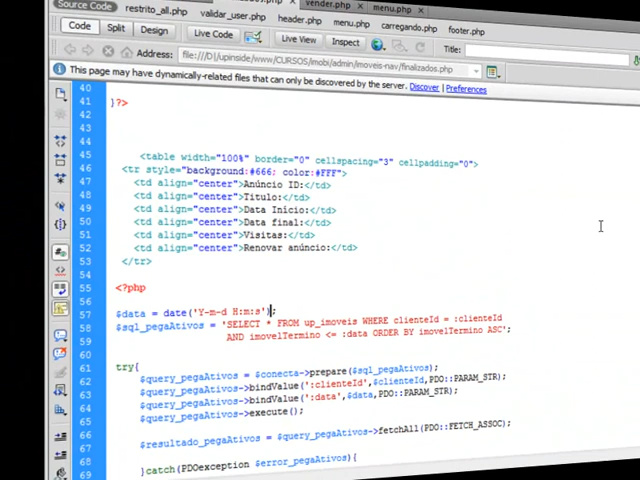 vender.php × menu.php ×
Source Code restrito_all.php validar_user.php header.php menu.php carregando.php footer.php
Code Split Design Live Code Live View Inspect Title:
Address: file:///D|/upinside/www/CURSOS/mobi/admin/imoveis-nav/finalizados.php
This page may have dynamically-related files that can only be discovered by the server. Discover | Preferences
40
41 }?>
42
43
44
45 <table width="100%" border="0" cellspacing="3" cellpadding="0">
46 <tr style="background:#666; color:#FFF">
47 <td align="center">Anúncio ID:</td>
48 <td align="center">Titulo:</td>
49 <td align="center">Data Início:</td>
50 <td align="center">Data final:</td>
51 <td align="center">Visitas:</td>
52 <td align="center">Renovar anúncio:</td>
53 </tr>
54
55 <?php
56
57 $data = date('Y-m-d H:m:s');
58 $sql_pegaAtivos = 'SELECT * FROM up_imoveis WHERE clienteId = :clienteId
59 AND imovelTermino <= :data ORDER BY imovelTermino ASC';
60
61 try{
62 $query_pegaAtivos = $conecta->prepare($sql_pegaAtivos);
63 $query_pegaAtivos->bindValue(':clienteId',$clienteId,PDO::PARAM_STR);
64 $query_pegaAtivos->bindValue(':data',$data,PDO::PARAM_STR);
65 $query_pegaAtivos->execute();
66
67 $resultado_pegaAtivos = $query_pegaAtivos->fetchAll(PDO::FETCH_ASSOC);
68
69 }catch(PDOexception $error_pegaAtivos){